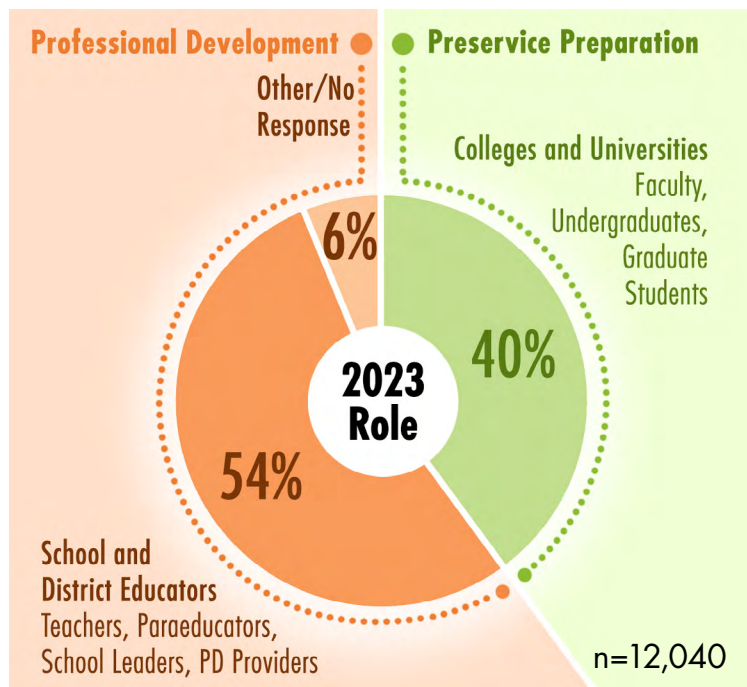 Professional Development
Preservice Preparation
Other/No
Response
Colleges and Universities
Faculty,
Undergraduates,
Graduate
Students
6%
40%
2023
Role
54%
School and
District Educators
Teachers, Paraeducators,
School Leaders, PD Providers
n=12,040